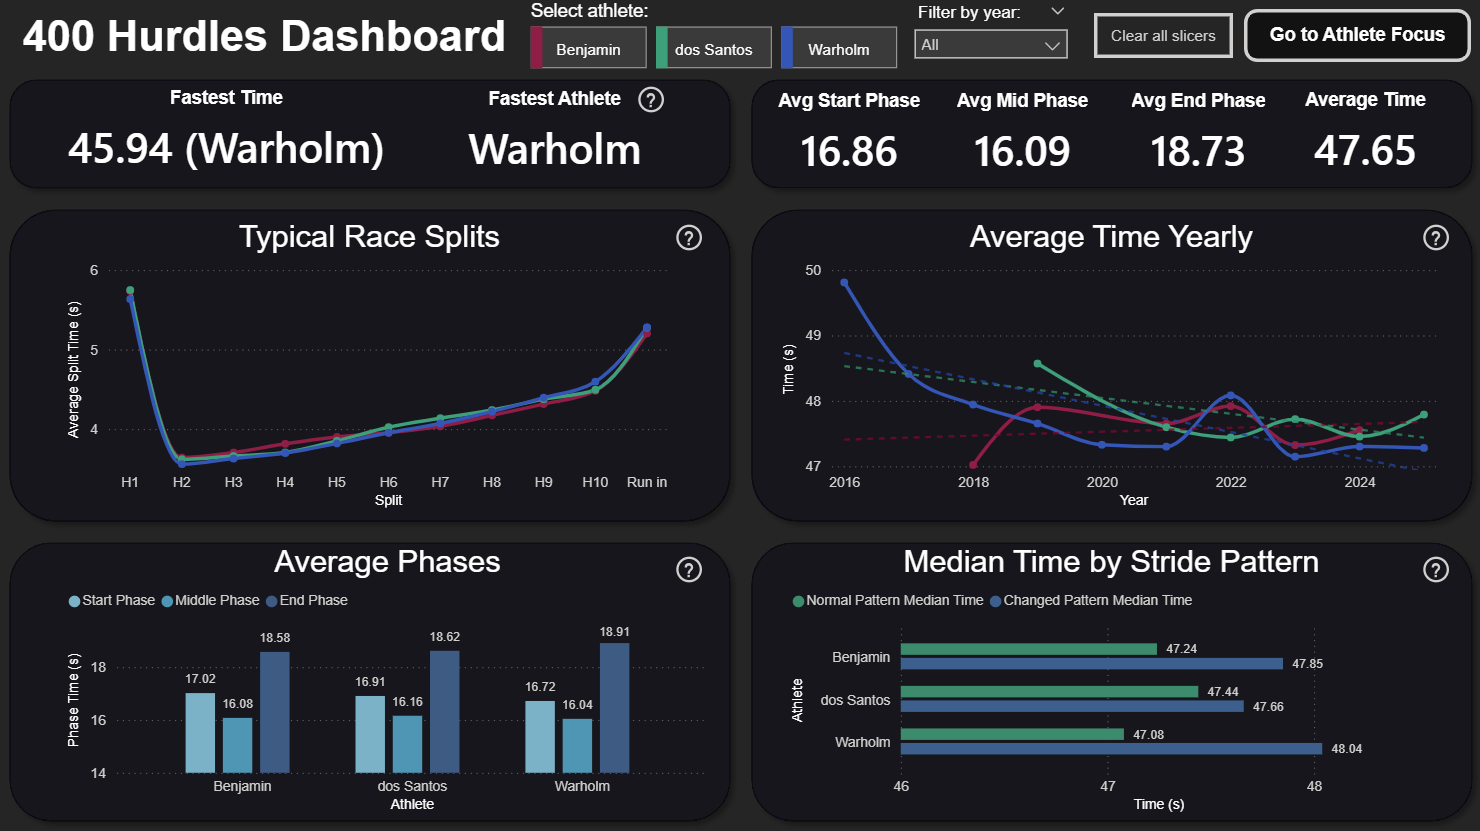 400 Hurdles Dashboard
Select athlete:
Benjamin
dos Santos
Warholm
Filter by year:
All
Clear all slicers
Go to Athlete Focus
Fastest Time
45.94 (Warholm)
Fastest Athlete
?
Warholm
Avg Start Phase
16.86
Avg Mid Phase
16.09
Avg End Phase
18.73
Average Time
47.65
Typical Race Splits
?
Average Split Time (s)
6
5
4
H1 H2 H3 H4 H5 H6 H7 H8 H9 H10 Run in
Split
Average Time Yearly
?
Time (s)
50
49
48
47
2016 2018 2020 2022 2024
Year
Average Phases
?
Start Phase Middle Phase End Phase
Phase Time (s)
18
16
14
17.02 16.08 18.58
16.91 16.16 18.62
16.72 16.04 18.91
Benjamin dos Santos Warholm
Athlete
Median Time by Stride Pattern
?
Normal Pattern Median Time Changed Pattern Median Time
Athlete
Benjamin
47.24
47.85
dos Santos
47.44
47.66
Warholm
47.08
48.04
46 47 48
Time (s)